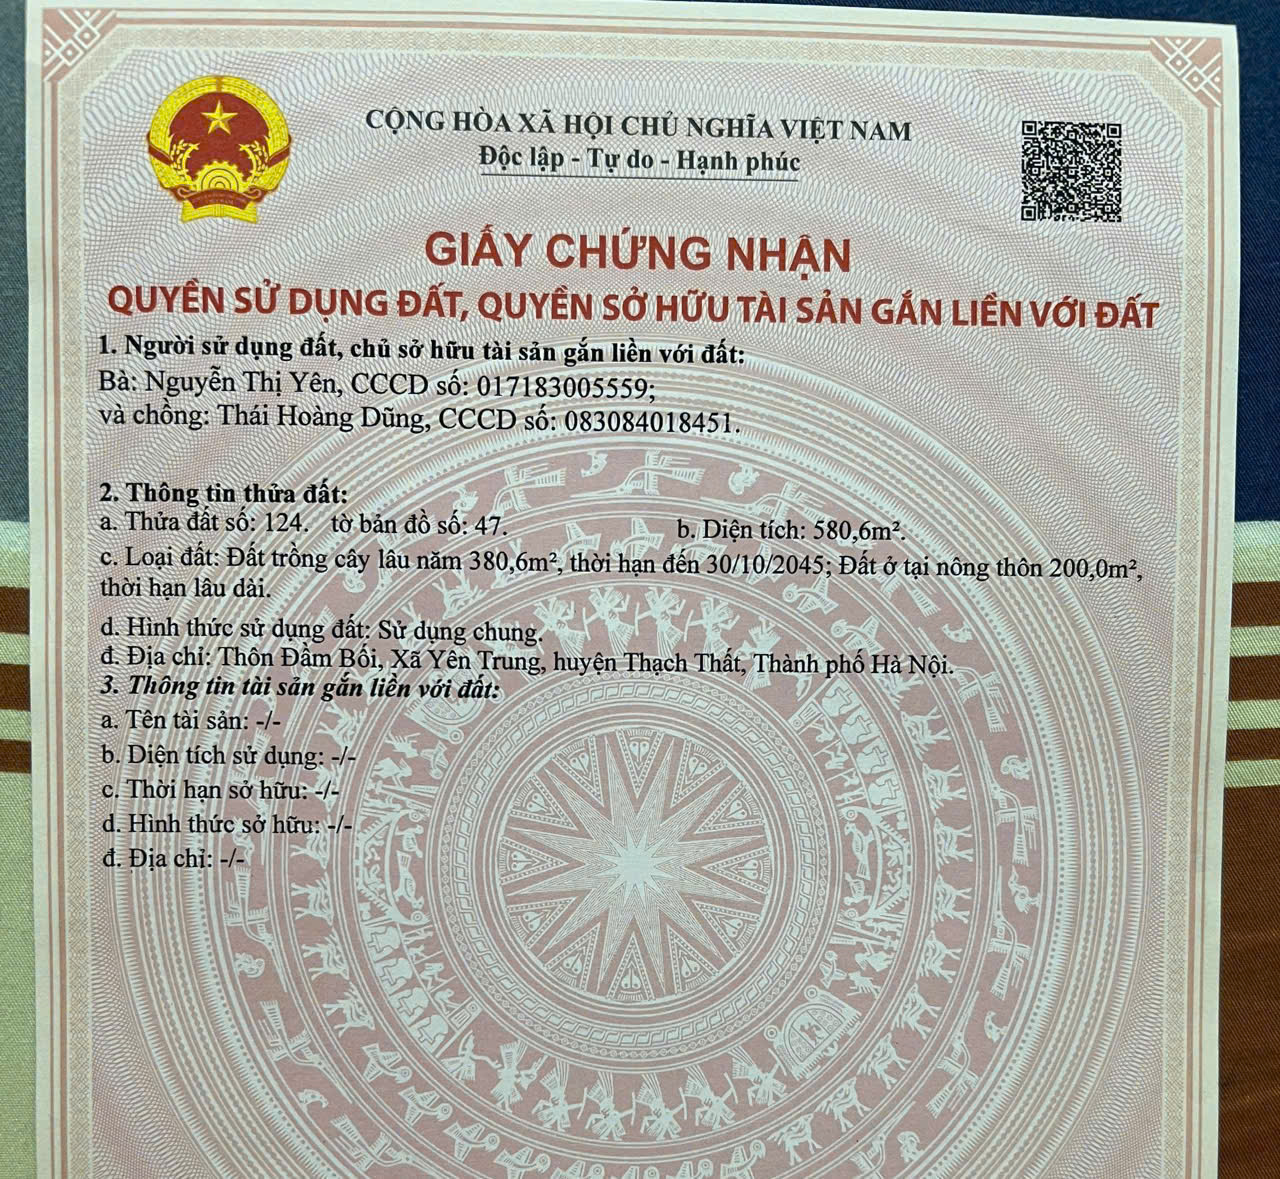 CỘNG HÒA XÃ HỘI CHỦ NGHĨA VIỆT NAM
Độc lập - Tự do - Hạnh phúc
GIẤY CHỨNG NHẬN
QUYỀN SỬ DỤNG ĐẤT, QUYỀN SỞ HỮU TÀI SẢN GẮN LIỀN VỚI ĐẤT
1. Người sử dụng đất, chủ sở hữu tài sản gắn liền với đất:
Bà: Nguyễn Thị Yên, CCCD số: 017183005559;
và chồng: Thái Hoàng Dũng, CCCD số: 083084018451.
2. Thông tin thửa đất:
a. Thửa đất số: 124. tờ bản đồ số: 47. b. Diện tích: 580,6m².
c. Loại đất: Đất trồng cây lâu năm 380,6m², thời hạn đến 30/10/2045; Đất ở tại nông thôn 200,0m²,
thời hạn lâu dài.
d. Hình thức sử dụng đất: Sử dụng chung.
đ. Địa chỉ: Thôn Đầm Bối, Xã Yên Trung, huyện Thạch Thất, Thành phố Hà Nội.
3. Thông tin tài sản gắn liền với đất:
a. Tên tài sản: -/-
b. Diện tích sử dụng: -/-
c. Thời hạn sở hữu: -/-
d. Hình thức sở hữu: -/-
đ. Địa chỉ: -/-